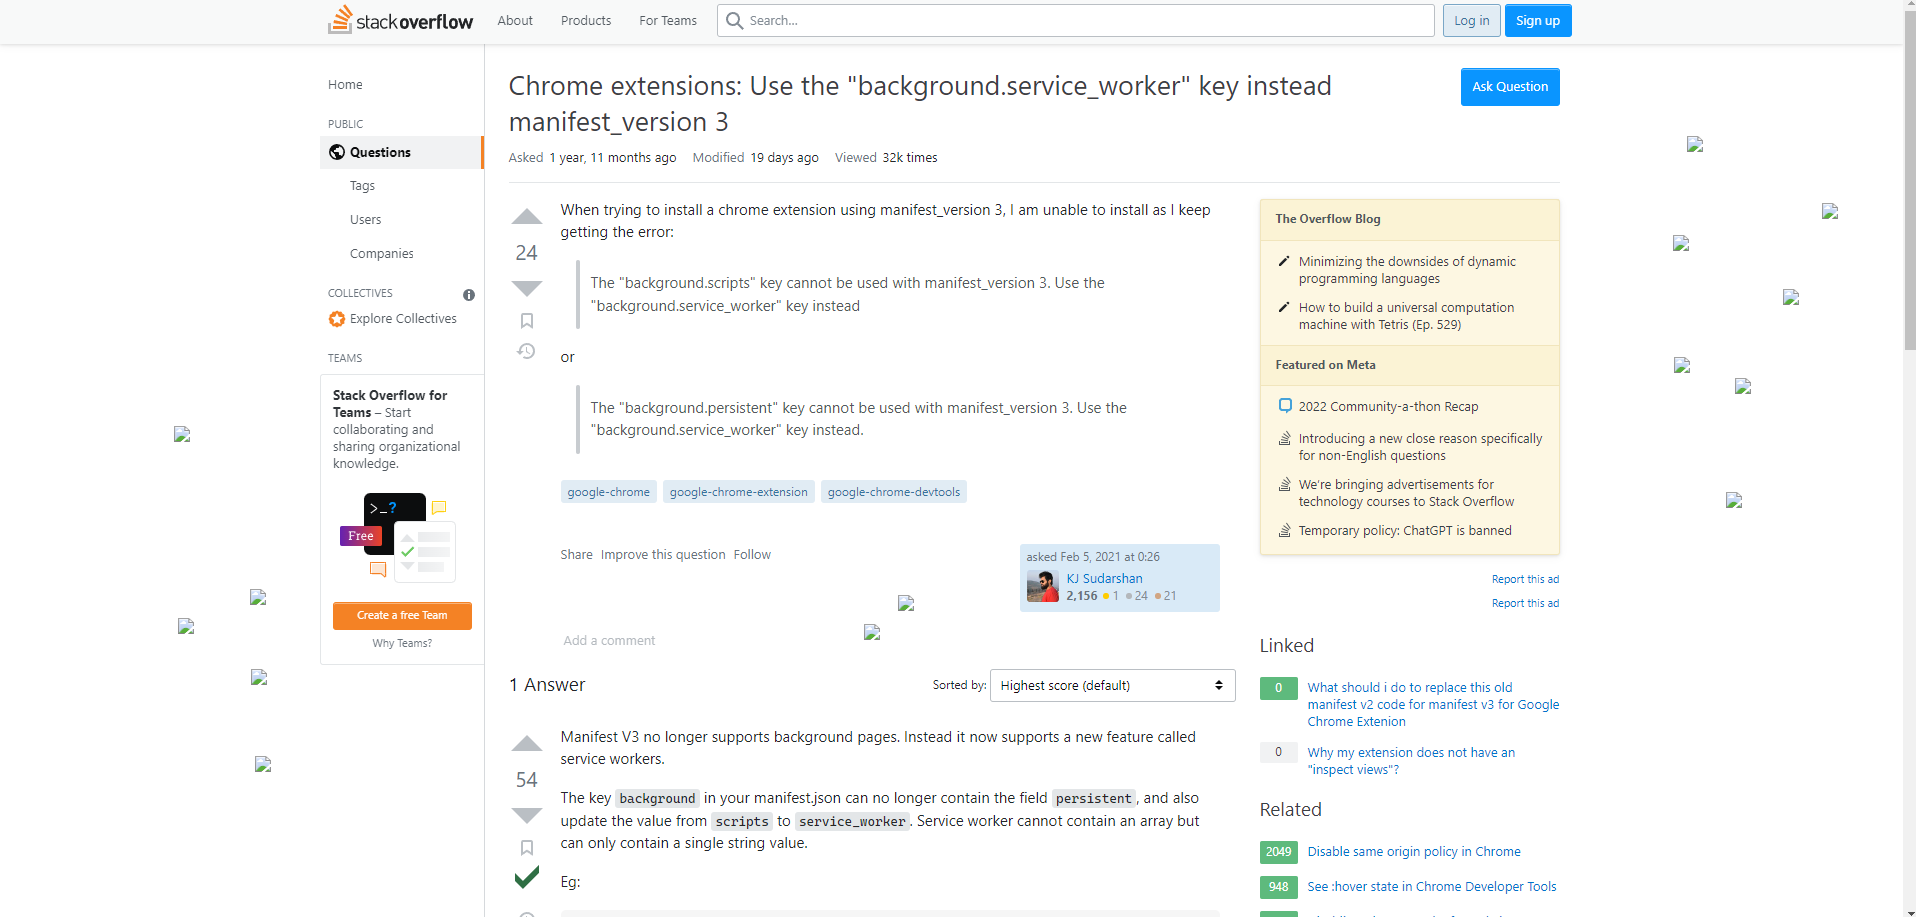 stackoverflow
About
Products
For Teams
Search...
Log in
Sign up
Home
PUBLIC
Questions
Tags
Users
Companies
COLLECTIVES
Explore Collectives
TEAMS
Stack Overflow for
Teams – Start
collaborating and
sharing organizational
knowledge.
>_?
Free
Create a free Team
Why Teams?
Chrome extensions: Use the "background.service_worker" key instead
manifest_version 3
Ask Question
Asked 1 year, 11 months ago Modified 19 days ago Viewed 32k times
24
When trying to install a chrome extension using manifest_version 3, I am unable to install as I keep
getting the error:
The "background.scripts" key cannot be used with manifest_version 3. Use the
"background.service_worker" key instead
or
The "background.persistent" key cannot be used with manifest_version 3. Use the
"background.service_worker" key instead.
google-chrome google-chrome-extension google-chrome-devtools
Share Improve this question Follow
asked Feb 5, 2021 at 0:26
KJ Sudarshan
2,156 1 24 21
Add a comment
1 Answer
Sorted by: Highest score (default)
54
Manifest V3 no longer supports background pages. Instead it now supports a new feature called
service workers.
The key background in your manifest.json can no longer contain the field persistent, and also
update the value from scripts to service_worker. Service worker cannot contain an array but
can only contain a single string value.
Eg:
The Overflow Blog
Minimizing the downsides of dynamic
programming languages
How to build a universal computation
machine with Tetris (Ep. 529)
Featured on Meta
2022 Community-a-thon Recap
Introducing a new close reason specifically
for non-English questions
We're bringing advertisements for
technology courses to Stack Overflow
Temporary policy: ChatGPT is banned
Report this ad
Report this ad
Linked
0 What should i do to replace this old
manifest v2 code for manifest v3 for Google
Chrome Extenion
0 Why my extension does not have an
"inspect views"?
Related
2049 Disable same origin policy in Chrome
948 See :hover state in Chrome Developer Tools